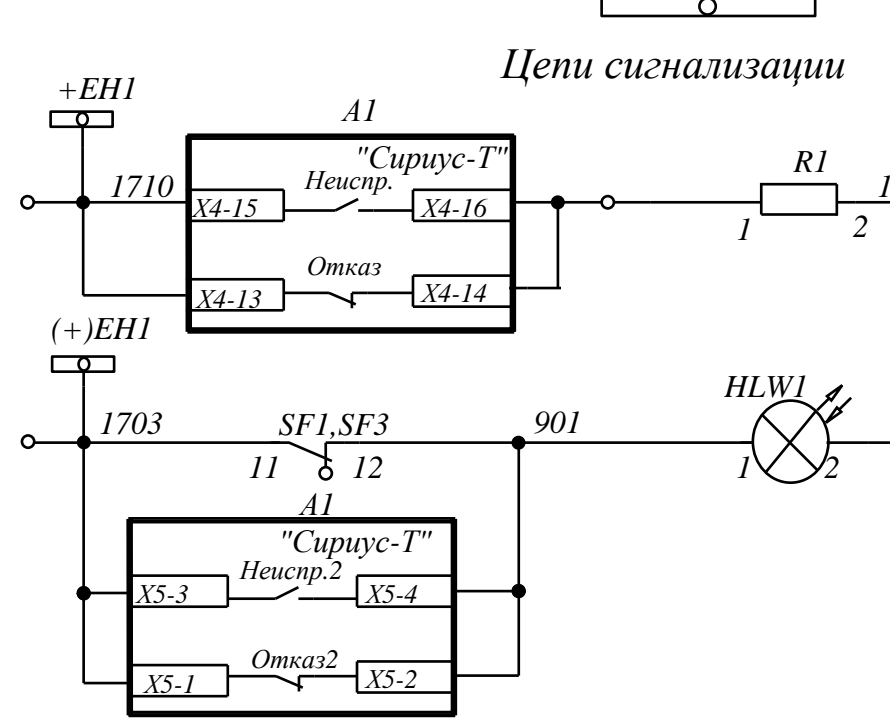 Цепи сигнализации
+EH1
A1
"Сириус-Т"
R1
1710
Неиспр.
X4-15
X4-16
1
2
1
Отказ
X4-13
X4-14
(+)EH1
HLW1
1703
SF1,SF3
901
11
12
1
2
A1
"Сириус-Т"
Неиспр.2
X5-3
X5-4
Отказ2
X5-1
X5-2